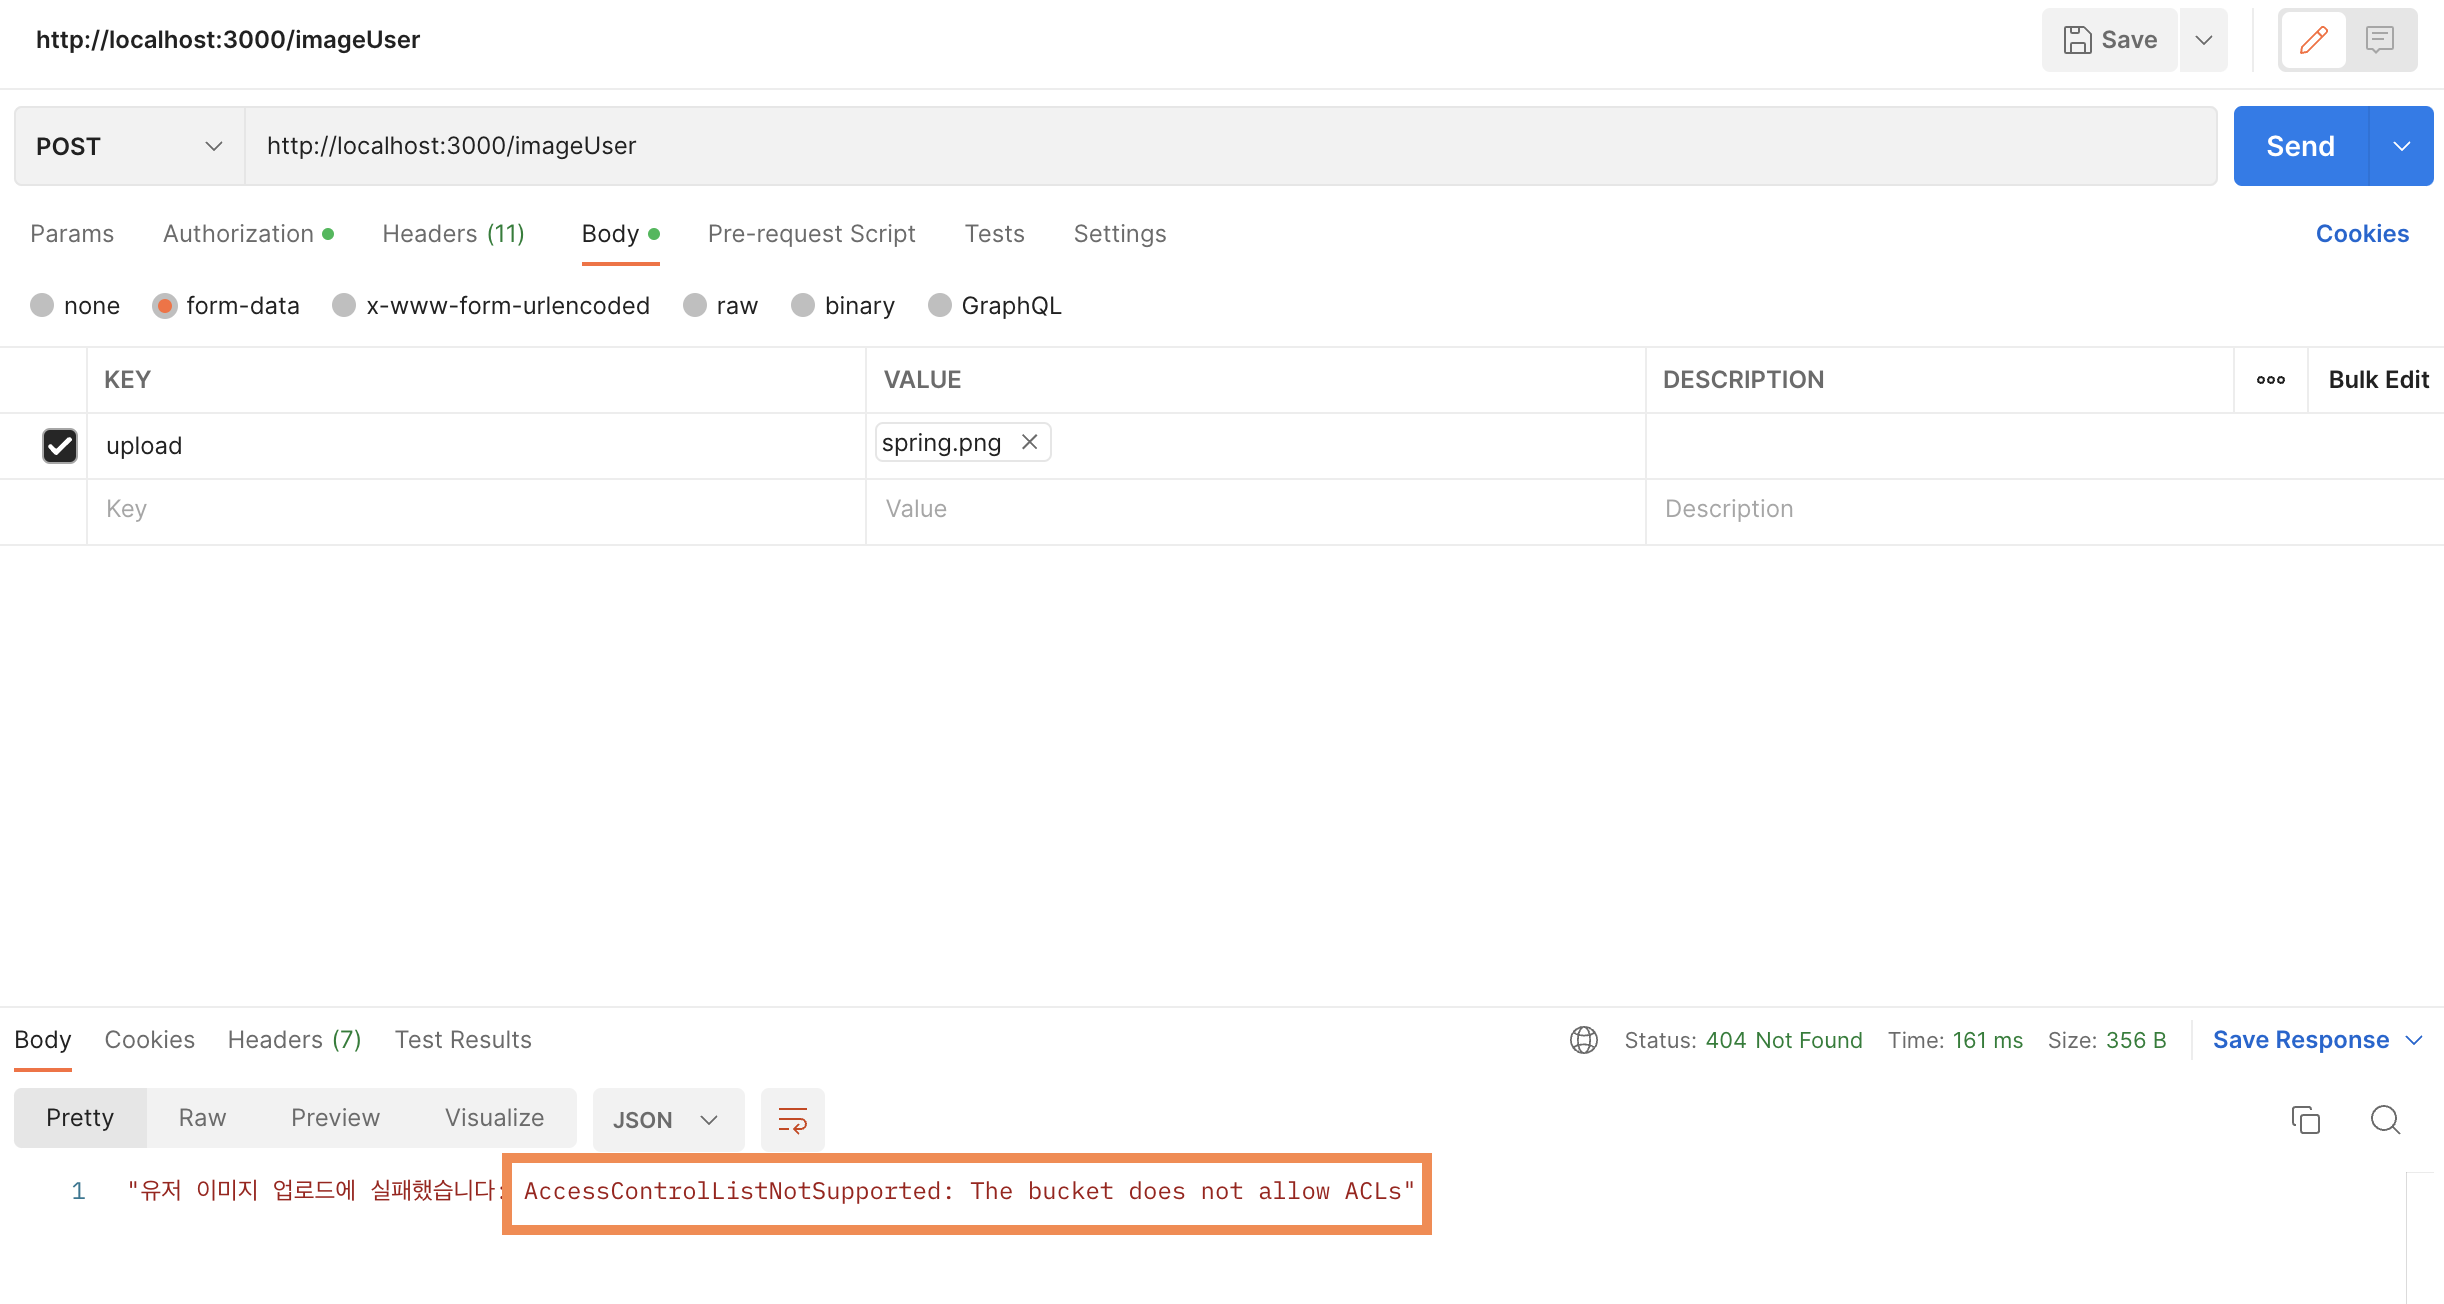 http://localhost:3000/imageUser
Save
POST http://localhost:3000/imageUser Send
Params Authorization Headers (11) Body Pre-request Script Tests Settings Cookies
none form-data x-www-form-urlencoded raw binary GraphQL
KEY VALUE DESCRIPTION Bulk Edit
upload spring.png
Key Value Description
Body Cookies Headers (7) Test Results Status: 404 Not Found Time: 161 ms Size: 356 B Save Response
Pretty Raw Preview Visualize JSON
1 "유저 이미지 업로드에 실패했습니다: AccessControlListNotSupported: The bucket does not allow ACLs"